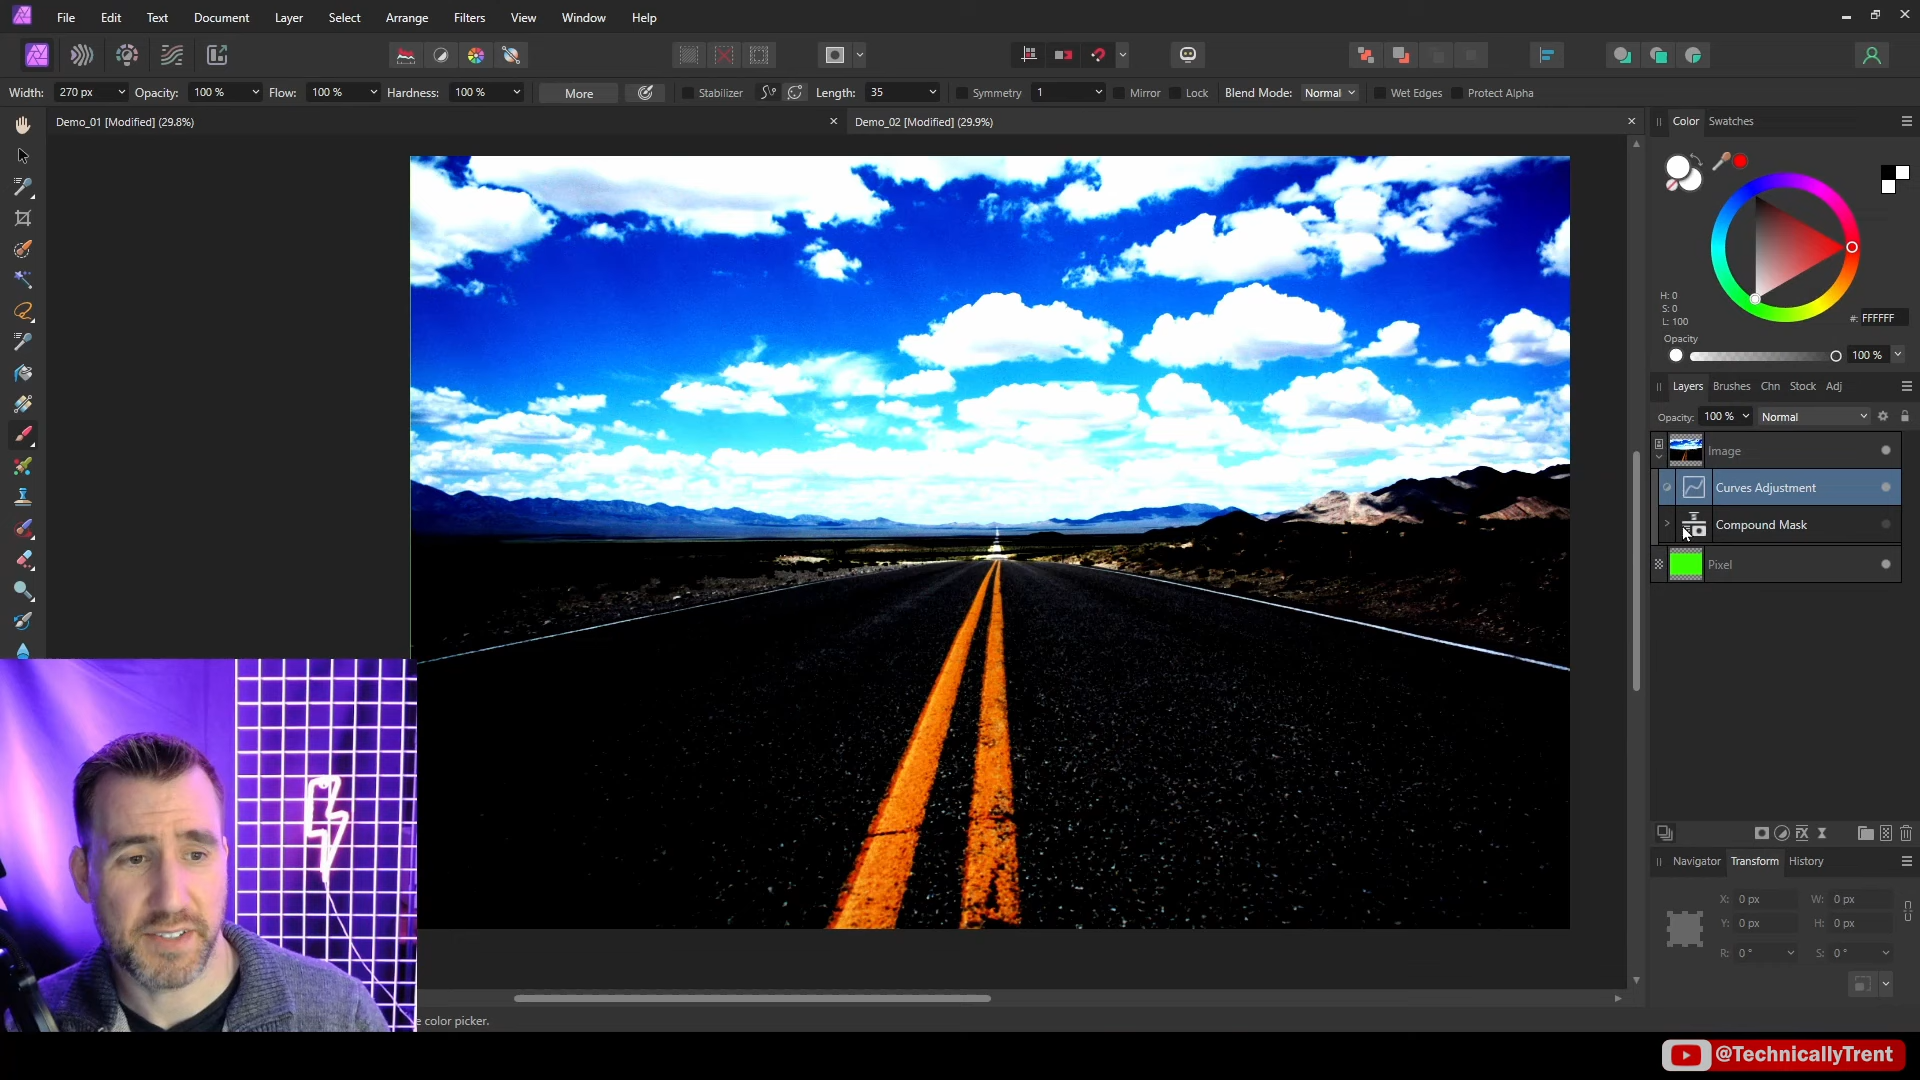 File Edit Text Document Layer Select Arrange Filters View Window Help
Width: 270 px Opacity: 100 % Flow: 100 % Hardness: 100 % More Stabilizer Length: 35 Symmetry 1 Mirror Lock Blend Mode: Normal Wet Edges Protect Alpha
Demo_01 [Modified] (29.8%)
Demo_02 [Modified] (29.9%)
Color Swatches
H: 0
S: 0
L: 100
#: FFFFFF
Opacity
100 %
Layers Brushes Chn Stock Adj
Opacity: 100 % Normal
Image
Curves Adjustment
Compound Mask
Pixel
Navigator Transform History
X: 0 px W: 0 px
Y: 0 px H: 0 px
R: 0 ° S: 0 °
color picker.
@TechnicallyTrent